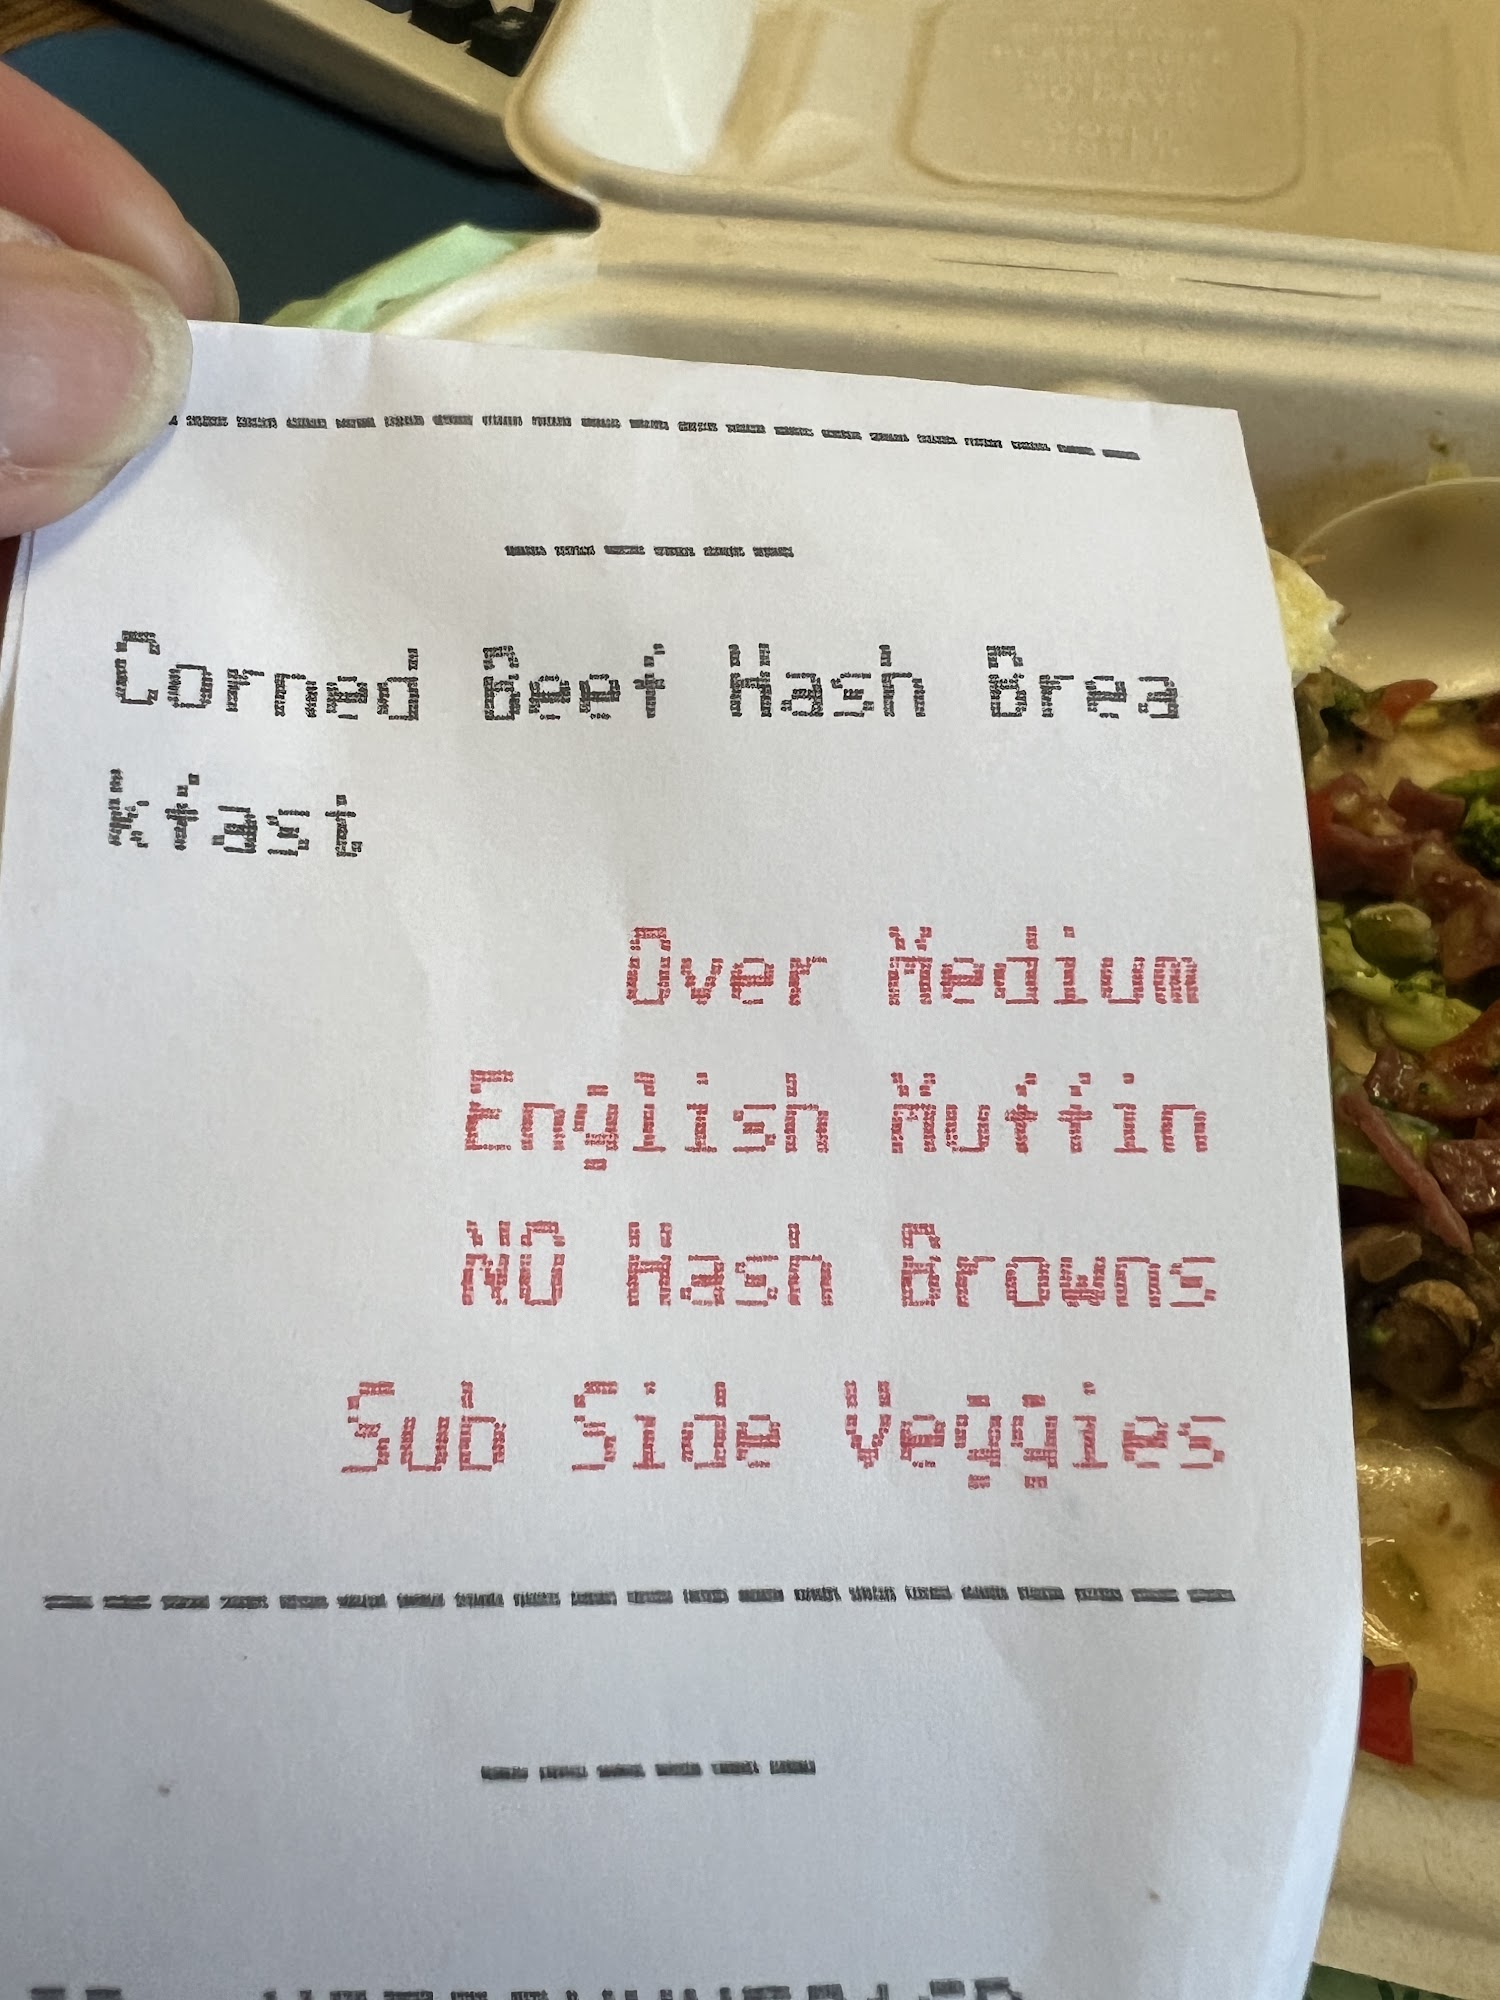 Corned Beef Hash Brea
kfast
Over Medium
English Muffin
NO Hash Browns
Sub Side Veggies